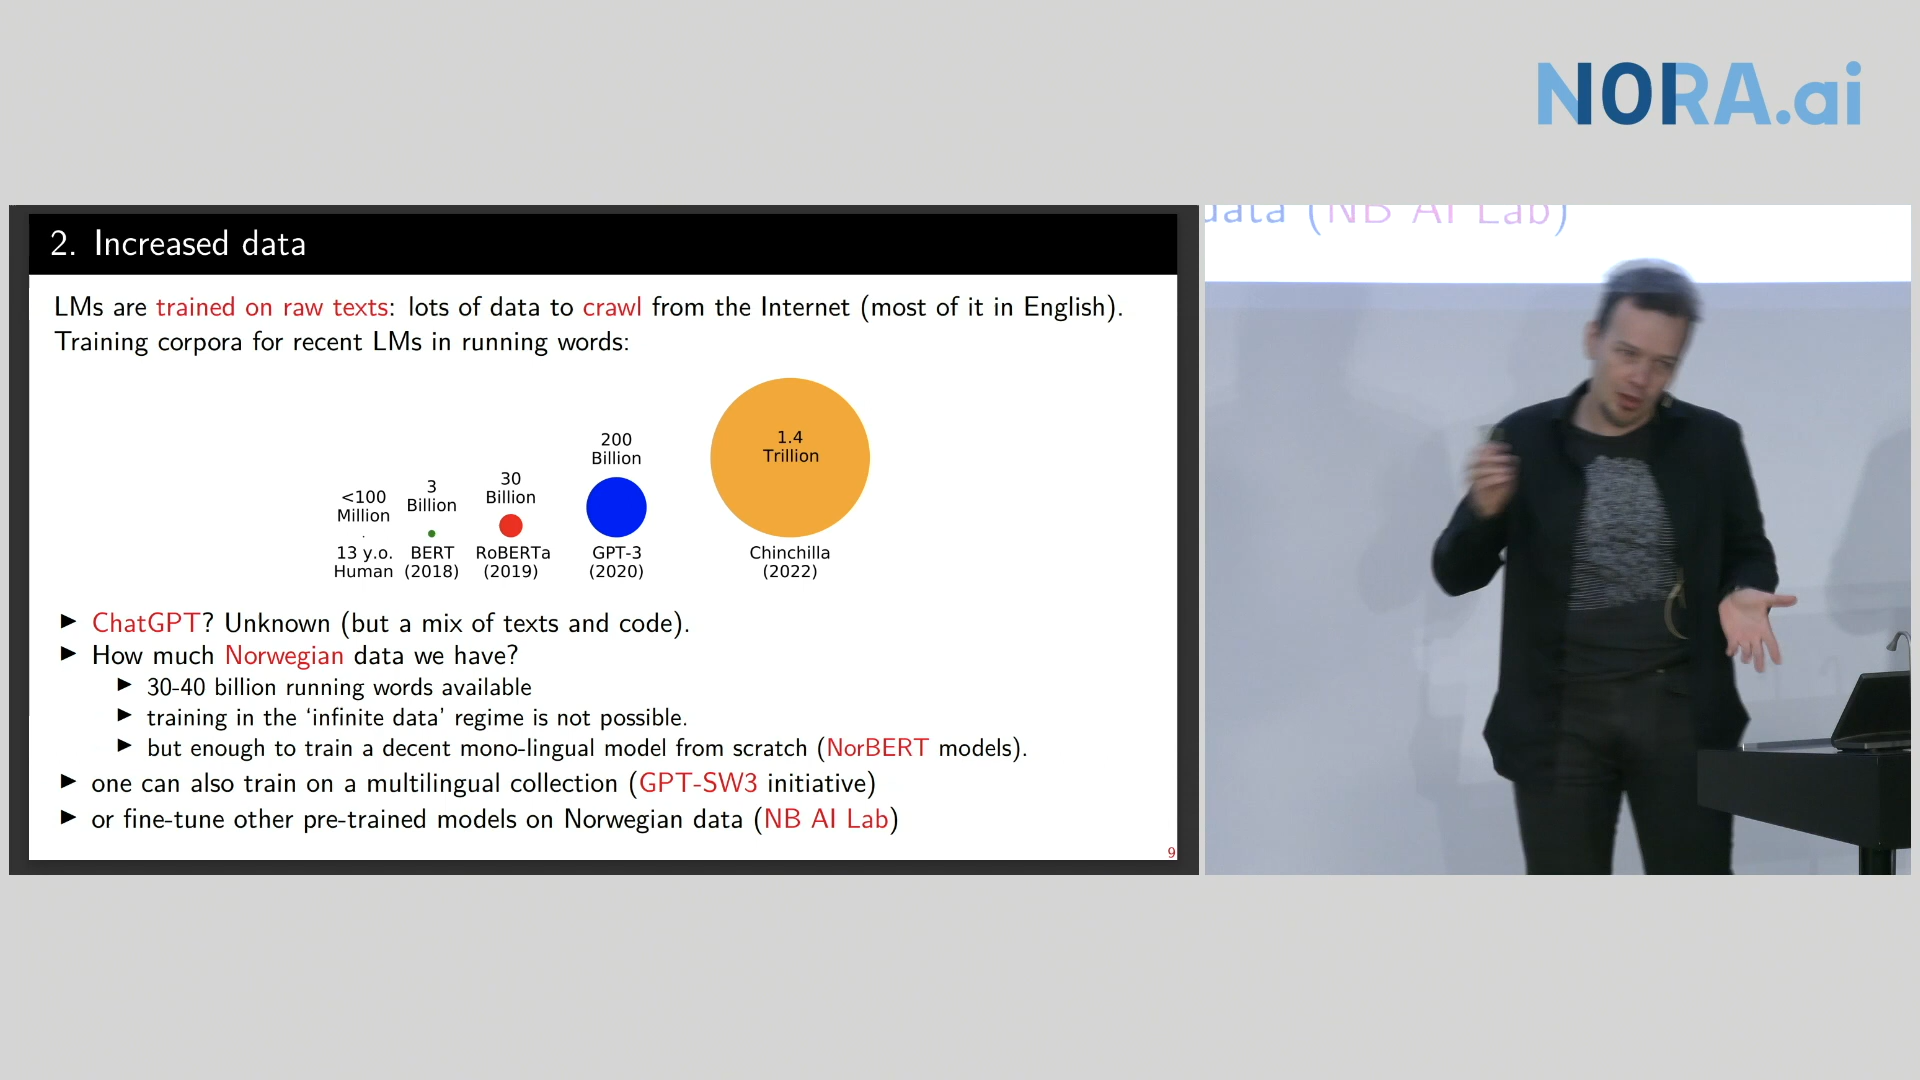 NORA.ai
2. Increased data
LMs are trained on raw texts: lots of data to crawl from the Internet (most of it in English).
Training corpora for recent LMs in running words:
<100
Million
13 y.o.
Human
3
Billion
BERT
(2018)
30
Billion
RoBERTa
(2019)
200
Billion
GPT-3
(2020)
1.4
Trillion
Chinchilla
(2022)
▶ ChatGPT? Unknown (but a mix of texts and code).
▶ How much Norwegian data we have?
▶ 30-40 billion running words available
▶ training in the ‘infinite data’ regime is not possible.
▶ but enough to train a decent mono-lingual model from scratch (NorBERT models).
▶ one can also train on a multilingual collection (GPT-SW3 initiative)
▶ or fine-tune other pre-trained models on Norwegian data (NB AI Lab)
9
data (NB AI Lab)